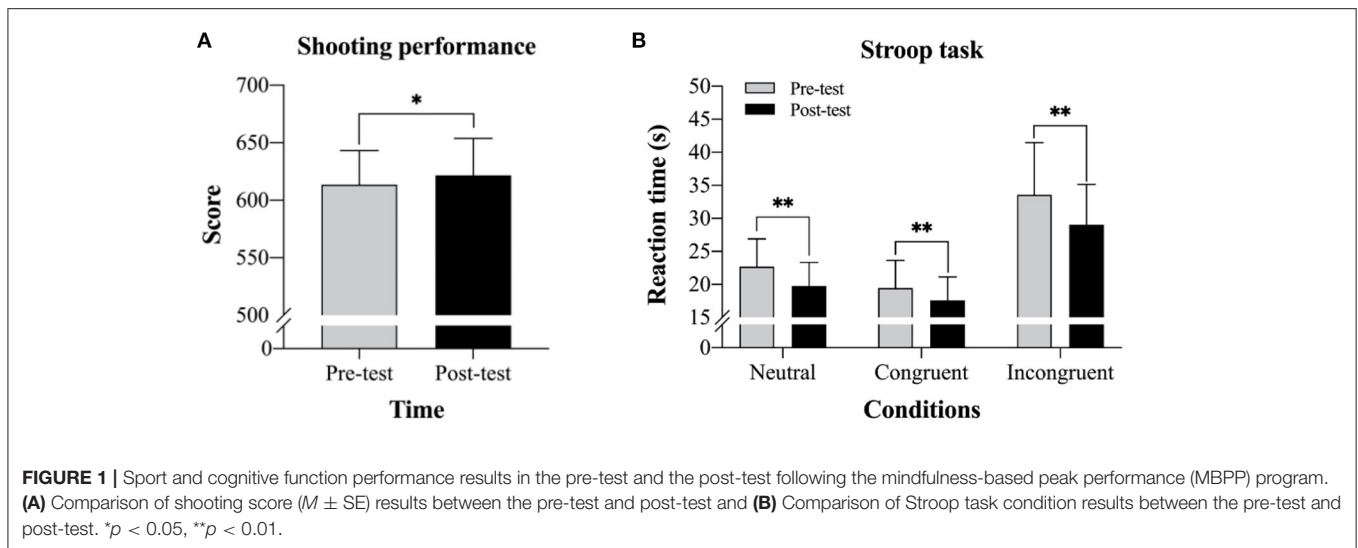 A
Shooting performance
700
650
600
550
500
0
Score
*
Pre-test
Post-test
Time
B
Stroop task
50
45
40
35
30
25
20
15
0
Reaction time (s)
Pre-test
Post-test
**
**
**
Neutral
Congruent
Incongruent
Conditions
FIGURE 1 | Sport and cognitive function performance results in the pre-test and the post-test following the mindfulness-based peak performance (MBPP) program.
(A) Comparison of shooting score (M ± SE) results between the pre-test and post-test and (B) Comparison of Stroop task condition results between the pre-test and
post-test. *p < 0.05, **p < 0.01.